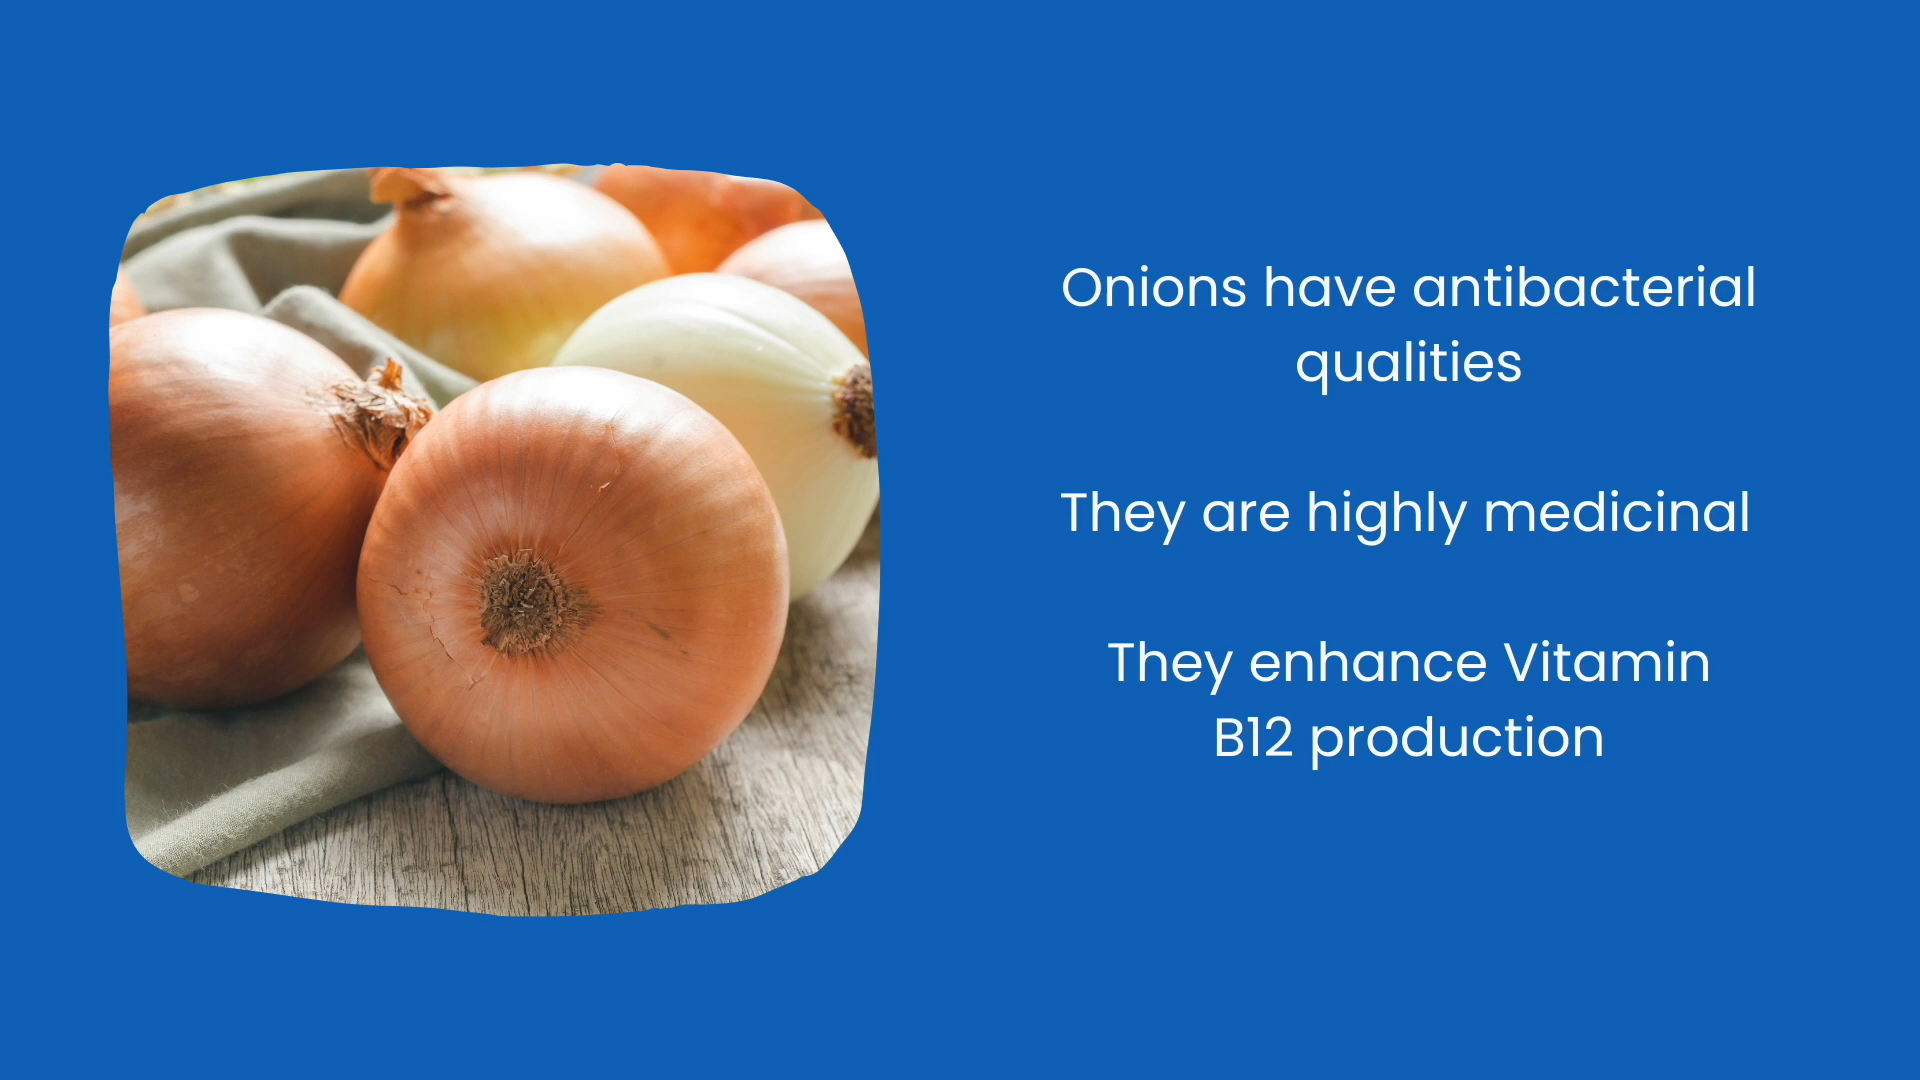 Onions have antibacterial
qualities
They are highly medicinal
They enhance Vitamin
B12 production